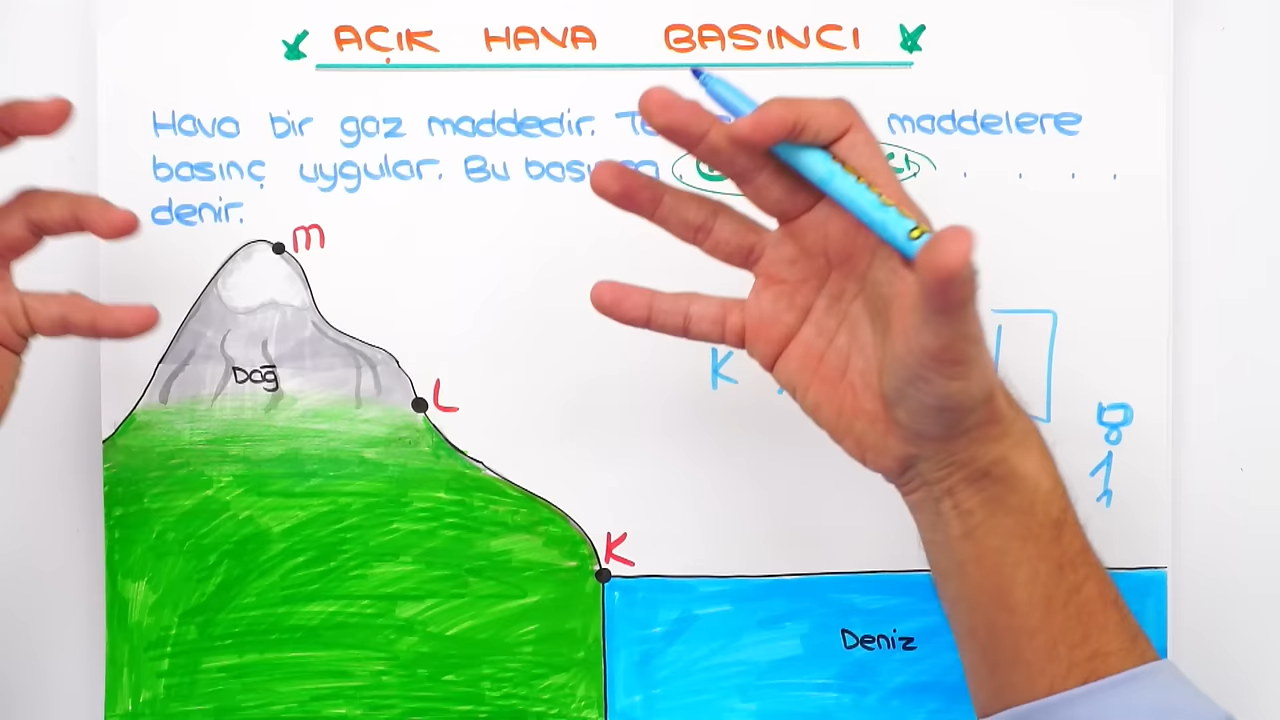 AÇIK HAVA BASINCI
Hava bir gaz maddedir. maddelere
basınç uygular. Bu
denir.
M
Dağ
L
K
K
Deniz